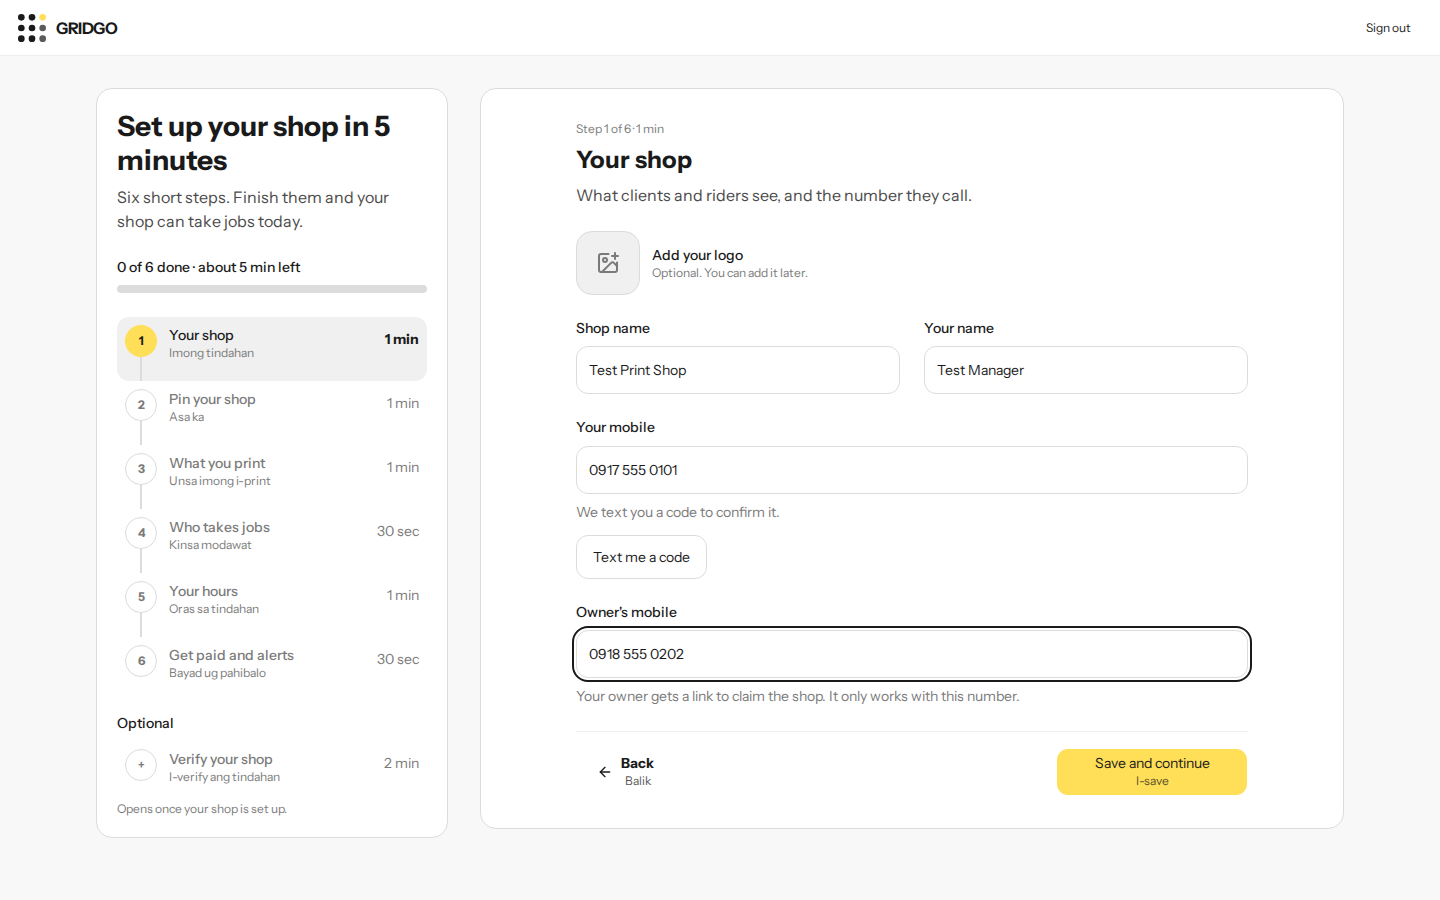 GRIDGO
Sign out
Set up your shop in 5
minutes
Six short steps. Finish them and your
shop can take jobs today.
0 of 6 done · about 5 min left
1
Your shop
1 min
Imong tindahan
2
Pin your shop
1 min
Asa ka
3
What you print
1 min
Unsa imong i-print
4
Who takes jobs
30 sec
Kinsa modawat
5
Your hours
1 min
Oras sa tindahan
6
Get paid and alerts
30 sec
Bayad ug pahibalo
Optional
+
Verify your shop
2 min
I-verify ang tindahan
Opens once your shop is set up.
Step 1 of 6 · 1 min
Your shop
What clients and riders see, and the number they call.
Add your logo
Optional. You can add it later.
Shop name
Your name
Test Print Shop
Test Manager
Your mobile
0917 555 0101
We text you a code to confirm it.
Text me a code
Owner's mobile
0918 555 0202
Your owner gets a link to claim the shop. It only works with this number.
Back
Balik
Save and continue
I-save